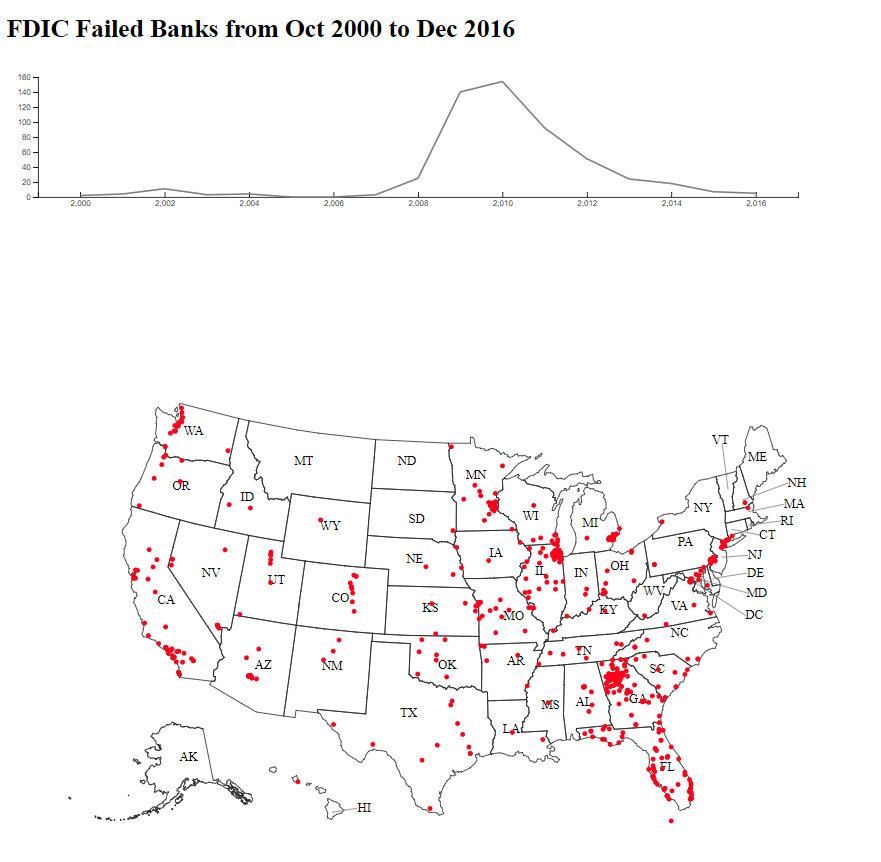 FDIC Failed Banks from Oct 2000 to Dec 2016
160
140
120
100
80
60
40
20
0
2,000 2,002 2,004 2,006 2,008 2,010 2,012 2,014 2,016
WA
VT
ME
MT
ND
MN
NH
OR
ID
WY
SD
WI
MI
NY
MA
RI
CT
NE
IA
PA
NJ
NV
UT
IL
IN
OH
DE
CA
CO
KS
MO
KY
WV
VA
MD
DC
NC
AZ
NM
OK
AR
TN
SC
TX
LA
MS
AL
GA
FL
AK
HI